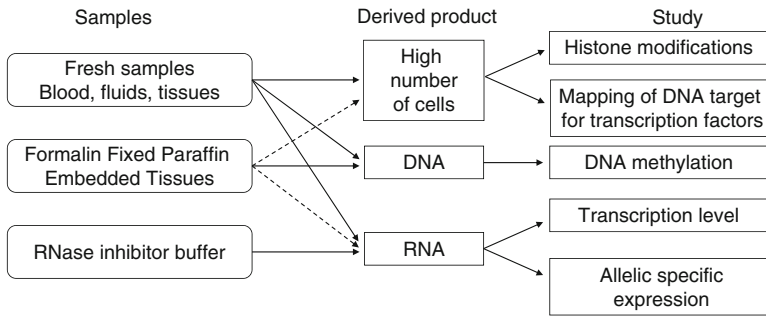 Samples
Derived product
Study
Fresh samples
Blood, fluids, tissues
Formalin Fixed Paraffin
Embedded Tissues
RNase inhibitor buffer
High
number
of cells
DNA
RNA
Histone modifications
Mapping of DNA target
for transcription factors
DNA methylation
Transcription level
Allelic specific
expression